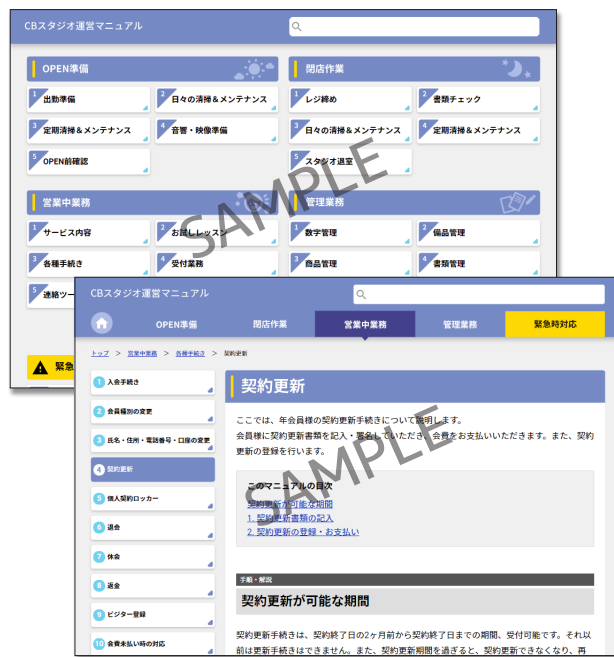 CBスタジオ運営マニュアル
OPEN準備
1 出勤準備
2 日々の清掃&メンテナンス
3 定期清掃&メンテナンス
4 音響・映像準備
5 OPEN前確認
閉店作業
1 レジ締め
2 書類チェック
3 日々の清掃&メンテナンス
4 定期清掃&メンテナンス
5 スタジオ退室
営業中業務
1 サービス内容
2 お試しレッスン
3 各種手続き
4 受付業務
5 連絡ツー
管理業務
1 数字管理
2 備品管理
3 商品管理
4 書類管理
緊急
SAMPLE
CBスタジオ運営マニュアル
OPEN準備
閉店作業
営業中業務
管理業務
緊急時対応
トップ > 営業中業務 > 各種手続き > 契約更新
1 入会手続き
2 会員種別の変更
3 氏名・住所・電話番号・口座の変更
4 契約更新
5 個人契約ロッカー
6 退会
7 休会
8 返金
9 ビジター登録
10 会費未払い時の対応
契約更新
ここでは、年会員様の契約更新手続きについて説明します。
会員様に契約更新書類を記入・署名していただき、会費をお支払いいただきます。また、契約
更新の登録を行います。
このマニュアルの目次
契約更新が可能な期間
1. 契約更新書類の記入
2. 契約更新の登録・お支払い
手順・解説
契約更新が可能な期間
契約更新手続きは、契約終了日の2ヶ月前から契約終了日までの期間、受付可能です。それ以
前は更新手続きはできません。また、契約更新期間を過ぎると、契約更新できなくなり、再
SAMPLE